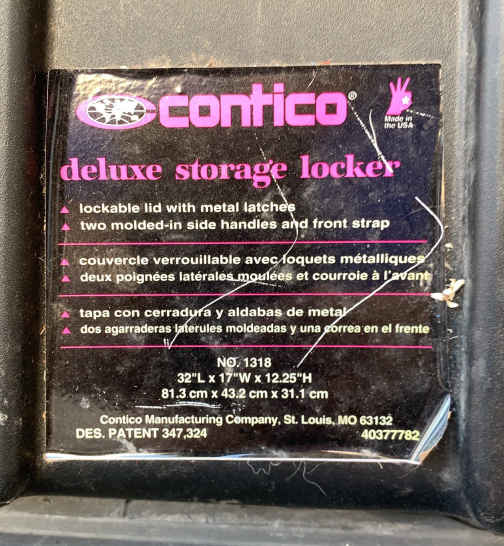 contico®
Made in
the USA
deluxe storage locker
▲ lockable lid with metal latches
▲ two molded-in side handles and front strap
▲ couvercle verrouillable avec loquets métalliques
▲ deux poignées latérales moulées et courroie à l'avant
▲ tapa con cerradura y aldabas de metal
▲ dos agarraderas laterules moldeadas y una correa en el frente
NO. 1318
32"L x 17"W x 12.25"H
81.3 cm x 43.2 cm x 31.1 cm
Contico Manufacturing Company, St. Louis, MO 63132
DES. PATENT 347,324 40377782